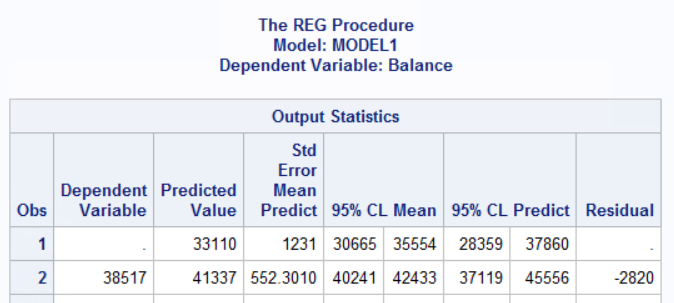 The REG Procedure
Model: MODEL1
Dependent Variable: Balance
Output Statistics
Obs Dependent Variable Predicted Value Std Error Mean Predict 95% CL Mean 95% CL Predict Residual
1 . 33110 1231 30665 35554 28359 37860 .
2 38517 41337 552.3010 40241 42433 37119 45556 -2820